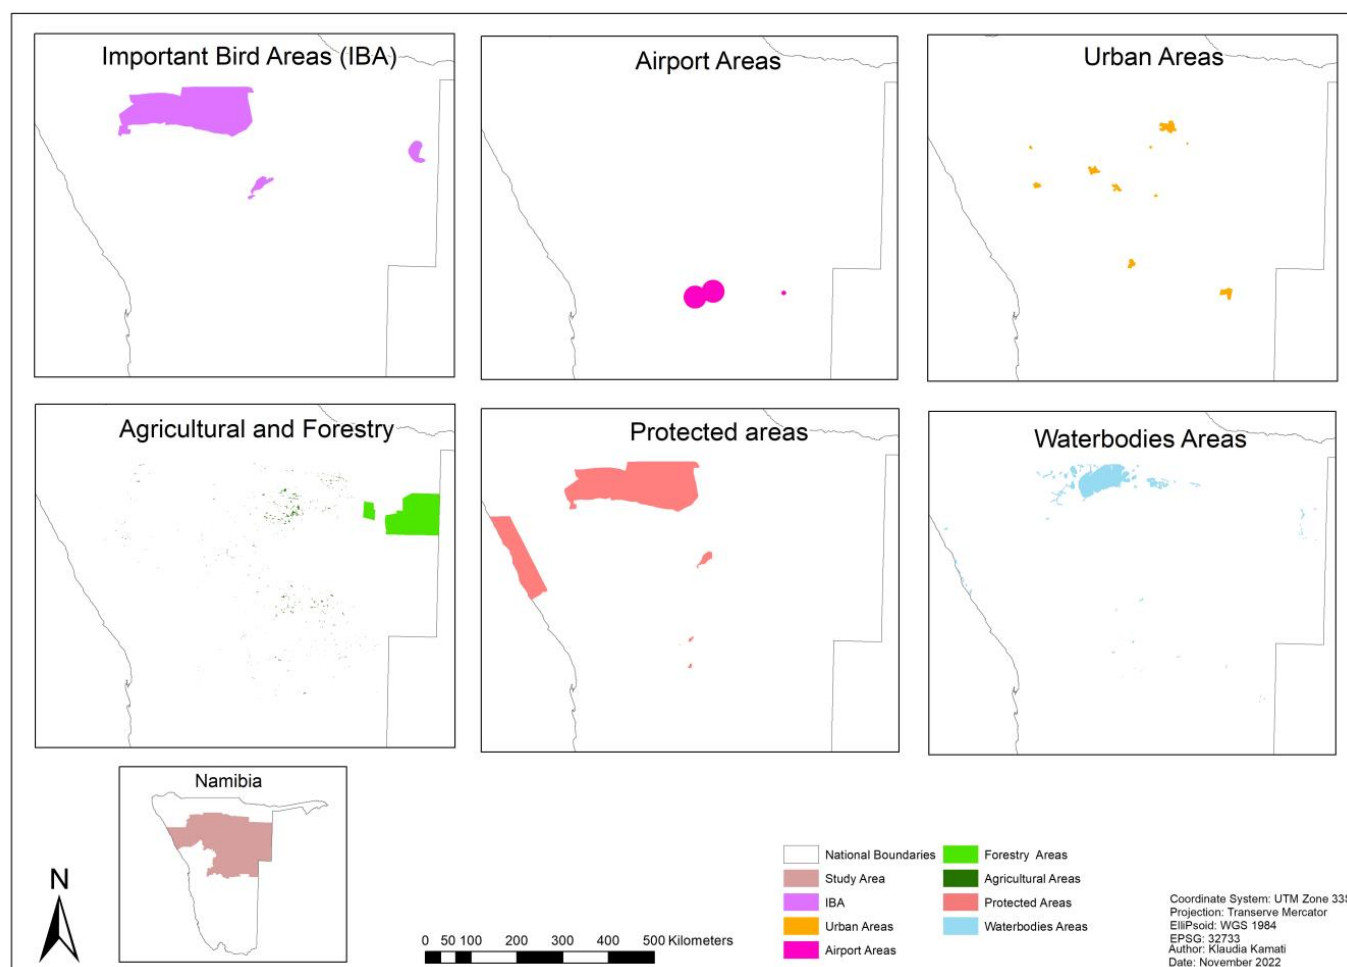 Important Bird Areas (IBA)
Airport Areas
Urban Areas
Agricultural and Forestry
Protected areas
Waterbodies Areas
Namibia
N
0 50 100 200 300 400 500 Kilometers
National Boundaries
Study Area
IBA
Urban Areas
Airport Areas
Forestry Areas
Agricultural Areas
Protected Areas
Waterbodies Areas
Coordinate System: UTM Zone 33S
Projection: Transerve Mercator
ElliPsoid: WGS 1984
EPSG: 32733
Author: Klaudia Kamati
Date: November 2022